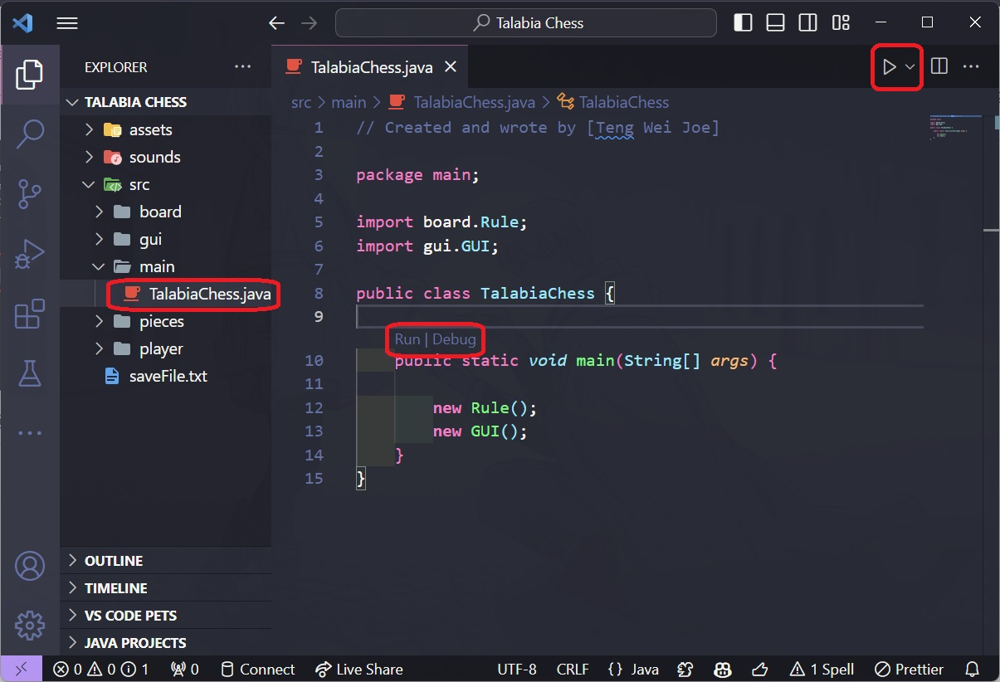 Talabia Chess
EXPLORER
TALABIA CHESS
assets
sounds
src
board
gui
main
TalabiaChess.java
pieces
player
saveFile.txt
OUTLINE
TIMELINE
VS CODE PETS
JAVA PROJECTS
TalabiaChess.java
src > main > TalabiaChess.java > TalabiaChess
1 // Created and wrote by [Teng Wei Joe]
2
3 package main;
4
5 import board.Rule;
6 import gui.GUI;
7
8 public class TalabiaChess {
9
Run | Debug
10 public static void main(String[] args) {
11
12 new Rule();
13 new GUI();
14 }
15 }
0 0 1 0 Connect Live Share UTF-8 CRLF {} Java 1 Spell Prettier